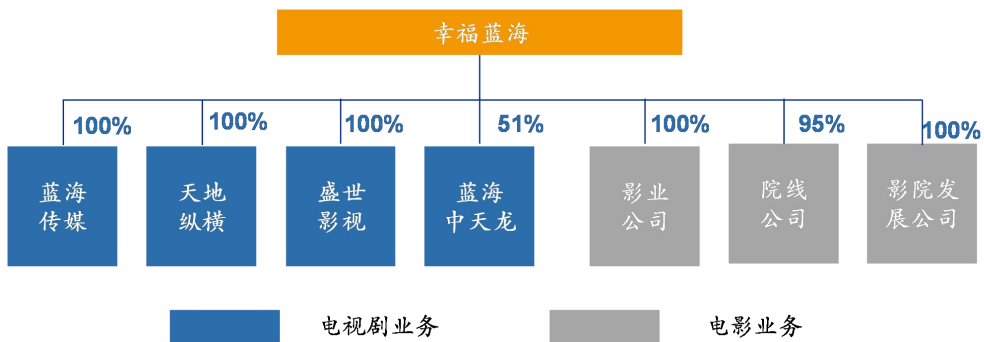 幸福蓝海
100%
100%
100%
51%
100%
95%
100%
蓝海
传媒
天地
纵横
盛世
影视
蓝海
中天龙
影业
公司
院线
公司
影院发
展公司
电视剧业务
电影业务